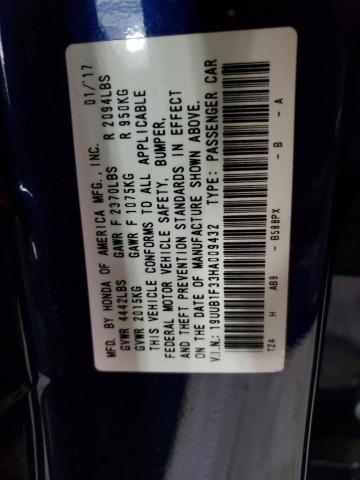 MFD. BY HONDA OF AMERICA MFG., INC. 01/'17
GVWR 4442LBS GAWR F 2370LBS R 2094LBS
GVWR 2015KG GAWR F 1075KG R 950KG
THIS VEHICLE CONFORMS TO ALL APPLICABLE
FEDERAL MOTOR VEHICLE SAFETY, BUMPER,
AND THEFT PREVENTION STANDARDS IN EFFECT
ON THE DATE OF MANUFACTURE SHOWN ABOVE.
V.I.N.:19UUB1F33HA009432 TYPE: PASSENGER CAR
TZ4 H AB9 - B588PX - B - A